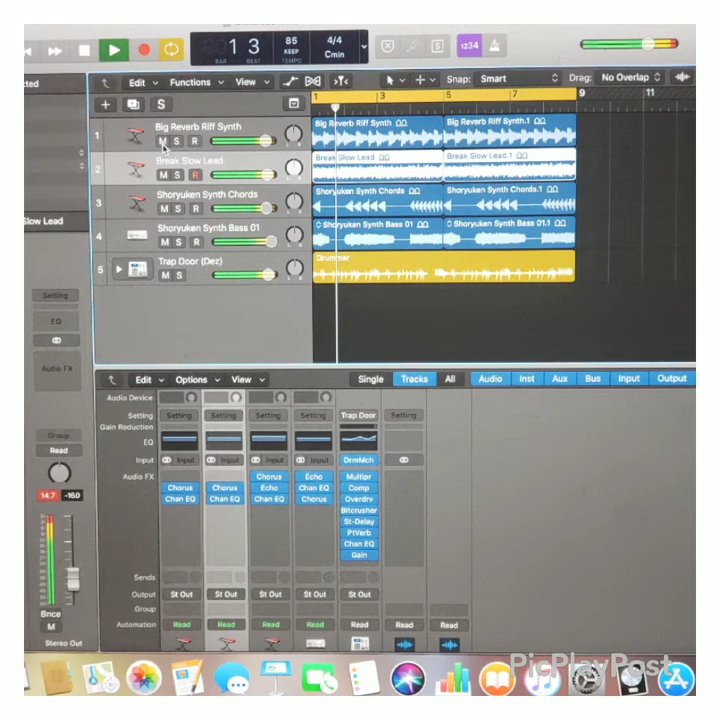 1 3
BAR BEAT
85
KEEP
TEMPO
4/4
Cmin
S
1234
cted
Edit
Functions
View
Snap: Smart
Drag: No Overlap
S
1 3 5 7 9 11
1
Big Reverb Riff Synth
M S R
Big Reverb Riff Synth
Big Reverb Riff Synth.1
2
Break Slow Lead
M S R
Break Slow Lead
Break Slow Lead.1
3
Shoryuken Synth Chords
M S R
Shoryuken Synth Chords
Shoryuken Synth Chords.1
4
Shoryuken Synth Bass 01
M S R
Shoryuken Synth Bass 01
Shoryuken Synth Bass 01.1
5
Trap Door (Dez)
M S
Drummer
Slow Lead
Setting
EQ
Audio FX
Group
Read
14.7 -16.0
Bnce
M
Stereo Out
Edit
Options
View
Single
Tracks
All
Audio
Inst
Aux
Bus
Input
Output
Audio Device
Setting
Setting Setting Setting Setting Trap Door Setting
Gain Reduction
EQ
Input
Input Input Input Input DrmMch
Audio FX
Chorus Echo Multipr
Chorus Chorus Echo Chan EQ Comp
Chan EQ Chan EQ Chan EQ Chorus Overdrv
Bitcrusher
St-Delay
PtVerb
Chan EQ
Gain
Sends
Output
St Out St Out St Out St Out St Out
Group
Automation
Read Read Read Read Read Read Read
PicPlayPost